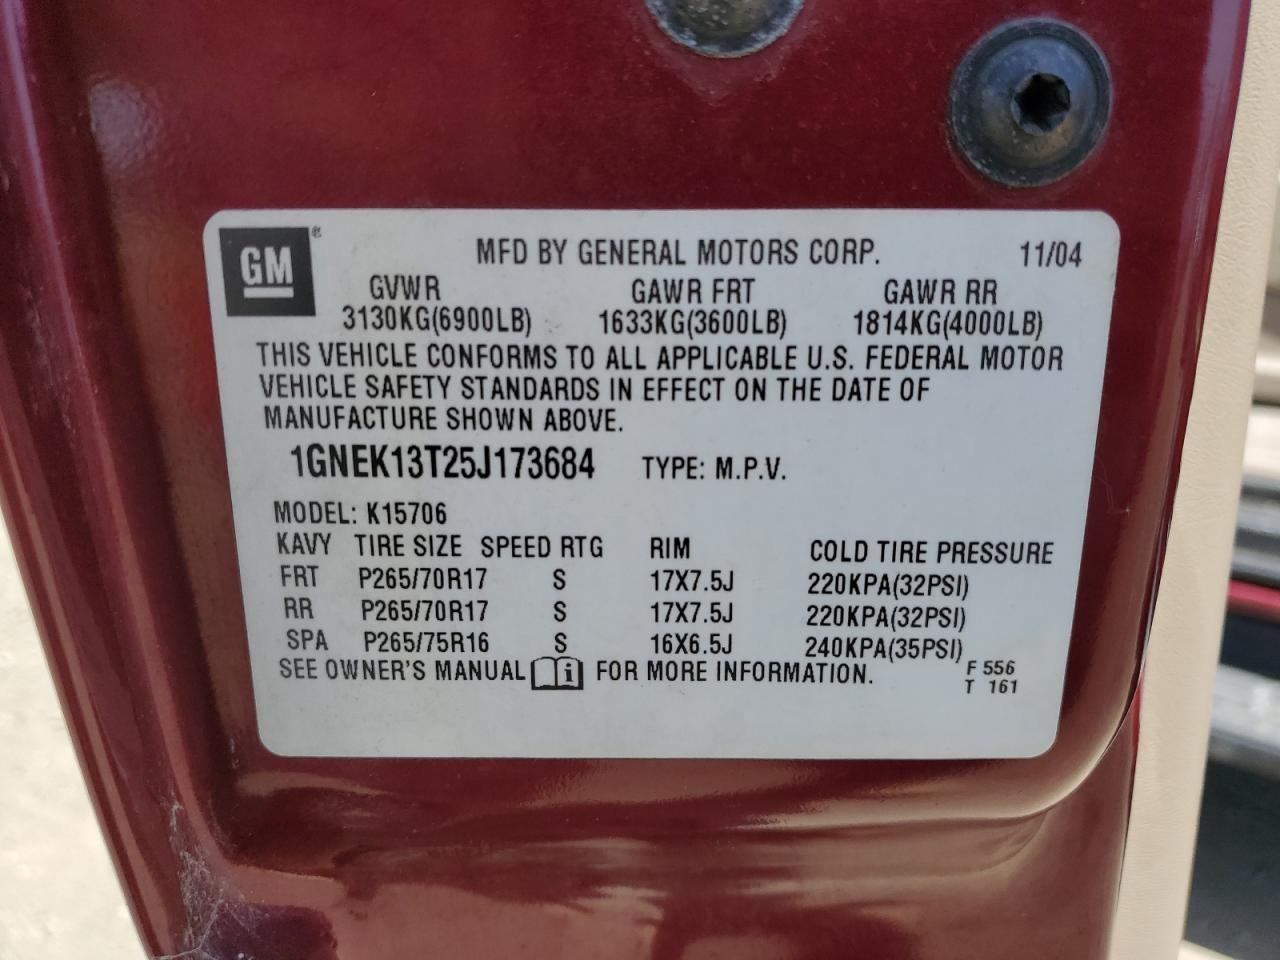 GM® MFD BY GENERAL MOTORS CORP. 11/04
GVWR GAWR FRT GAWR RR
3130KG(6900LB) 1633KG(3600LB) 1814KG(4000LB)
THIS VEHICLE CONFORMS TO ALL APPLICABLE U.S. FEDERAL MOTOR
VEHICLE SAFETY STANDARDS IN EFFECT ON THE DATE OF
MANUFACTURE SHOWN ABOVE.
1GNEK13T25J173684 TYPE: M.P.V.
MODEL: K15706
KAVY TIRE SIZE SPEED RTG RIM COLD TIRE PRESSURE
FRT P265/70R17 S 17X7.5J 220KPA(32PSI)
RR P265/70R17 S 17X7.5J 220KPA(32PSI)
SPA P265/75R16 S 16X6.5J 240KPA(35PSI)
SEE OWNER'S MANUAL i FOR MORE INFORMATION. F 556
T 161